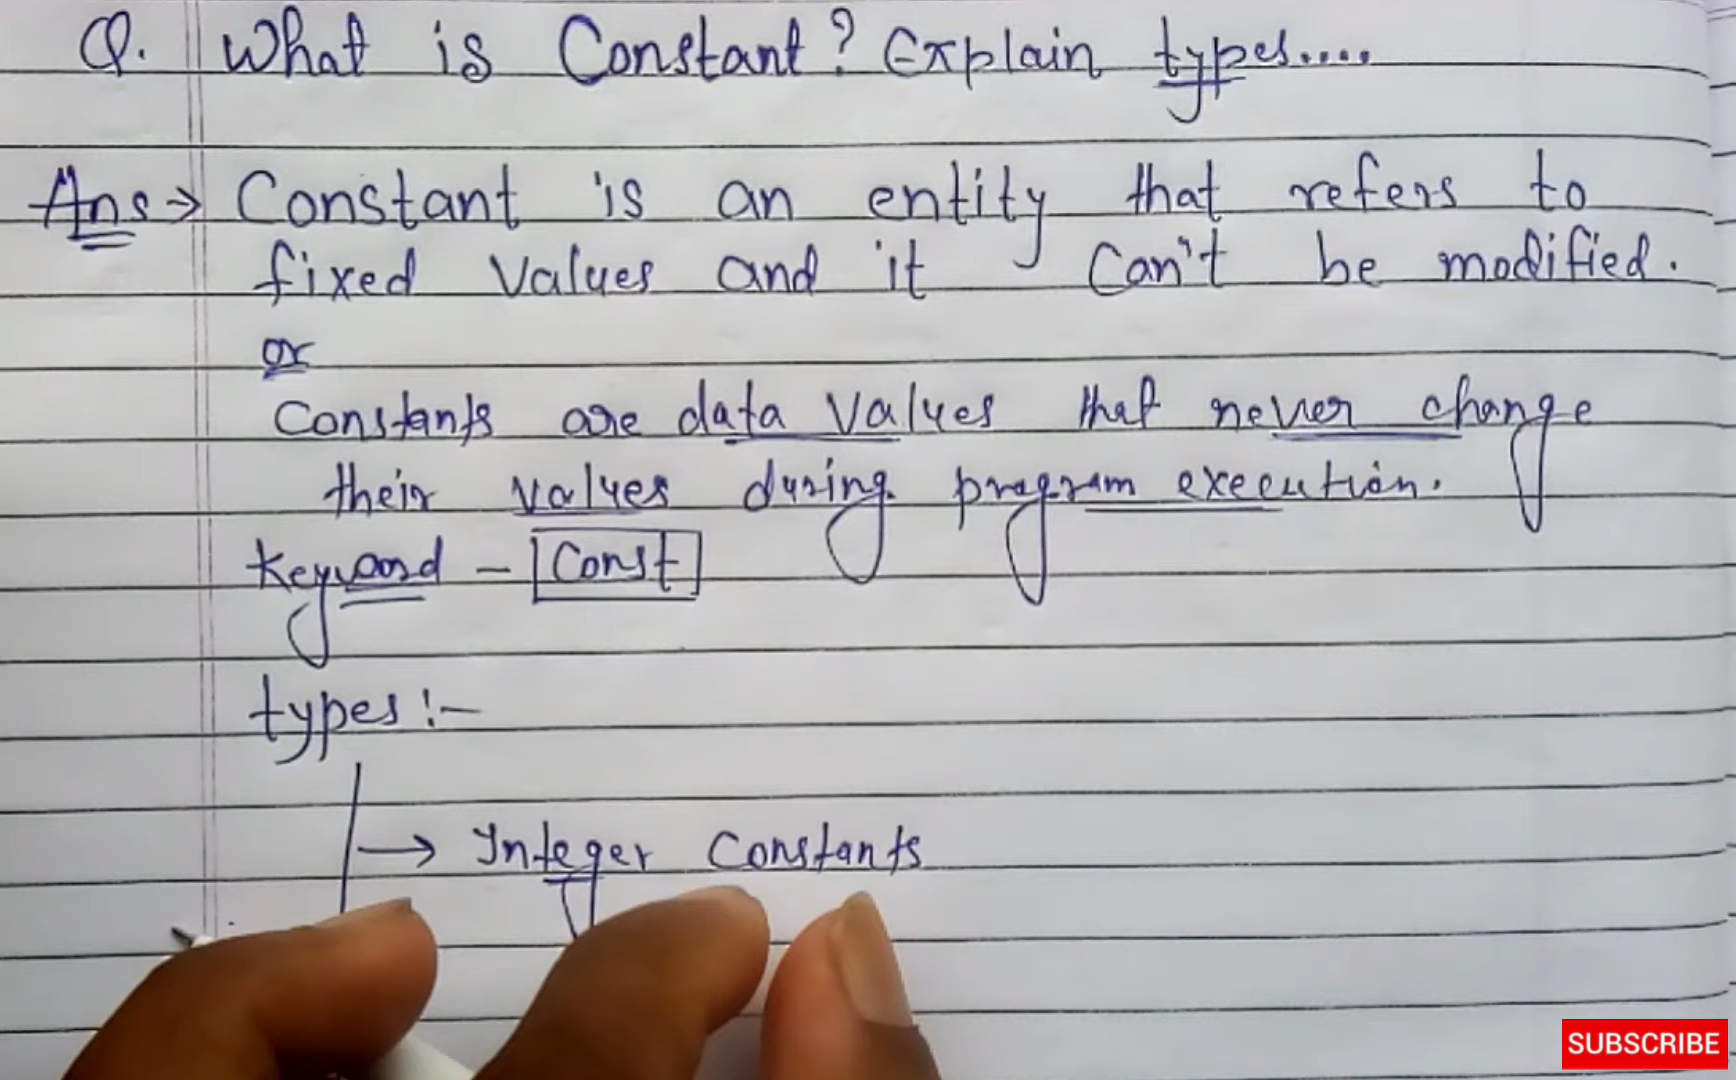 Q. What is Constant? Explain types....
Ans → Constant is an entity that refers to
fixed values and it can't be modified.
or
Constants are data values that never change
their values during program execution.
keyword - Const
types :-
→ Integer Constants
SUBSCRIBE